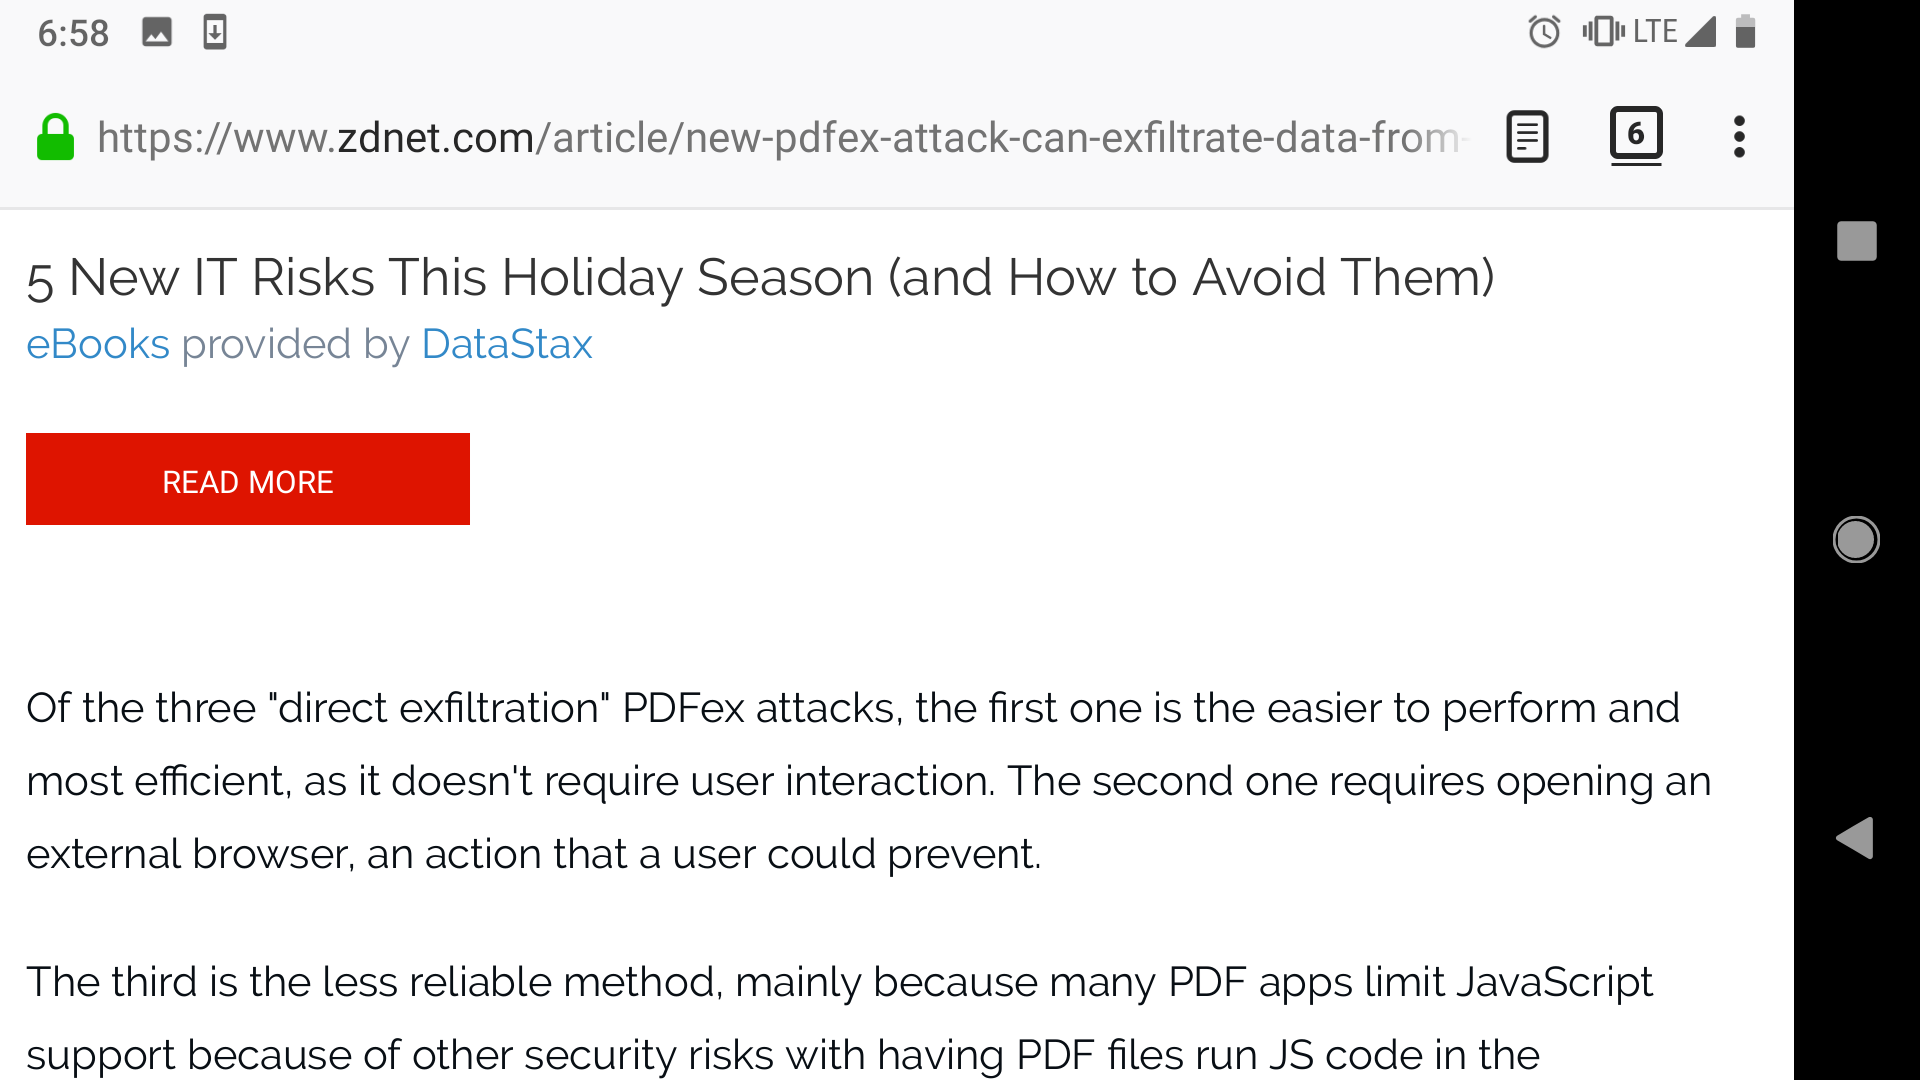 6:58
LTE
https://www.zdnet.com/article/new-pdfex-attack-can-exfiltrate-data-from-
6
5 New IT Risks This Holiday Season (and How to Avoid Them)
eBooks provided by DataStax
READ MORE
Of the three "direct exfiltration" PDFex attacks, the first one is the easier to perform and
most efficient, as it doesn't require user interaction. The second one requires opening an
external browser, an action that a user could prevent.
The third is the less reliable method, mainly because many PDF apps limit JavaScript
support because of other security risks with having PDF files run JS code in the